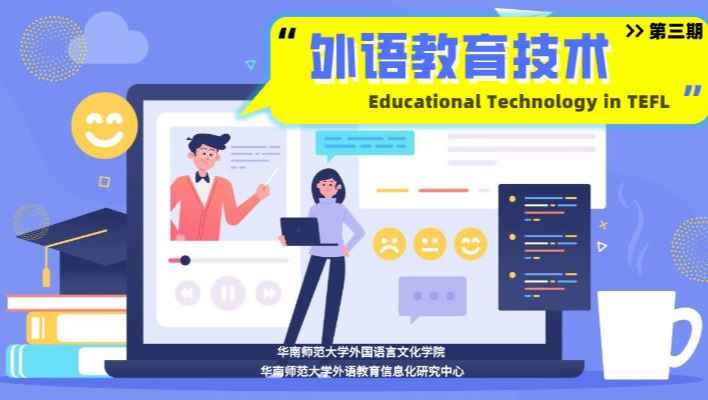 第三期
外语教育技术
Educational Technology in TEFL
华南师范大学外国语言文化学院
华南师范大学外语教育信息化研究中心